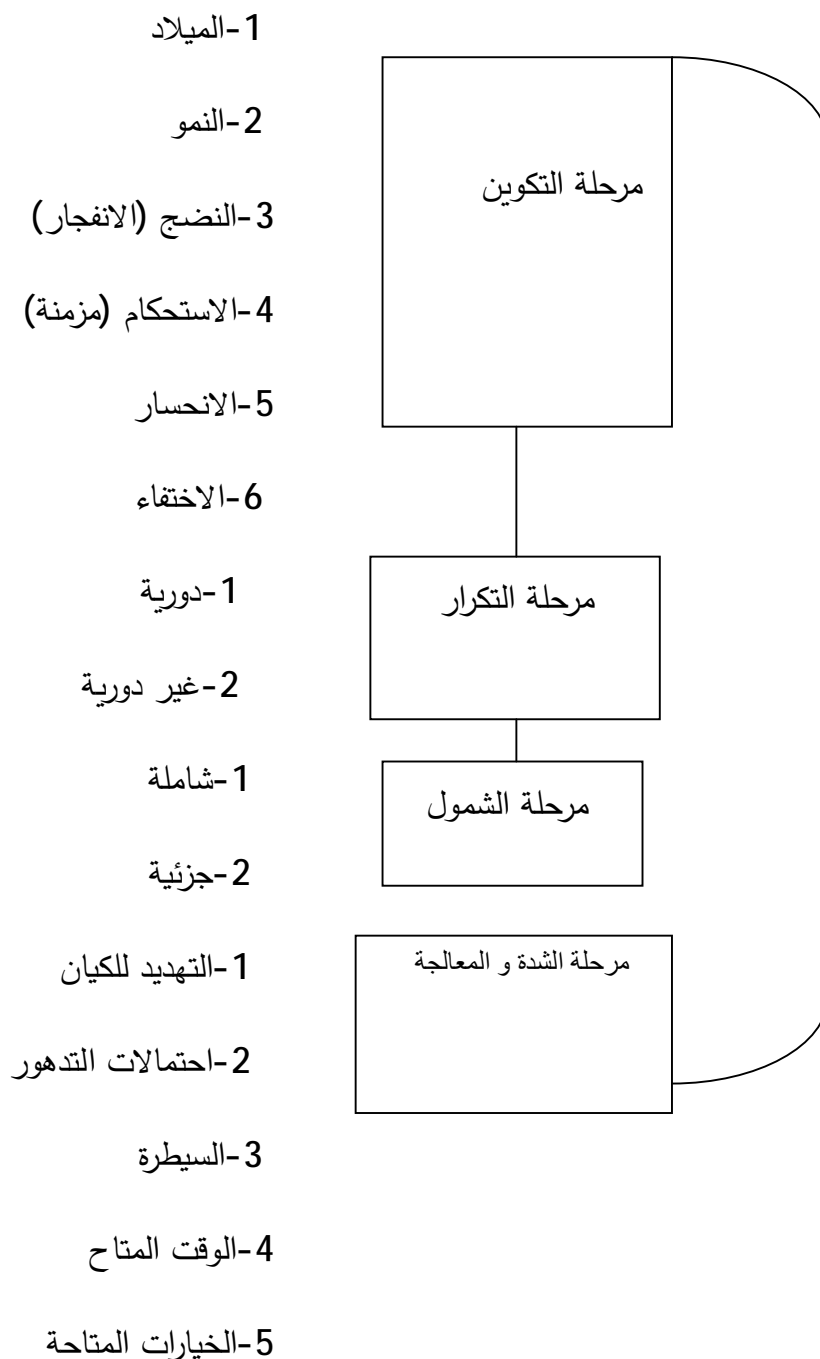 1-الميلاد
2-النمو
مرحلة التكوين
3-النضج (الانفجار)
4-الاستحكام (مزمنة)
5-الانحسار
6-الاختفاء
1-دورية
مرحلة التكرار
2-غير دورية
1-شاملة
مرحلة الشمول
2-جزئية
1-التهديد للكيان
مرحلة الشدة و المعالجة
2-احتمالات التدهور
3-السيطرة
4-الوقت المتاح
5-الخيارات المتاحة